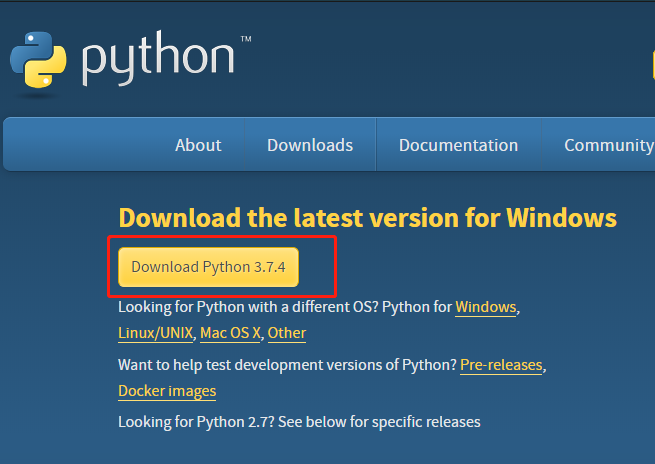 python™
About Downloads Documentation Community
Download the latest version for Windows
Download Python 3.7.4
Looking for Python with a different OS? Python for Windows,
Linux/UNIX, Mac OS X, Other
Want to help test development versions of Python? Pre-releases,
Docker images
Looking for Python 2.7? See below for specific releases